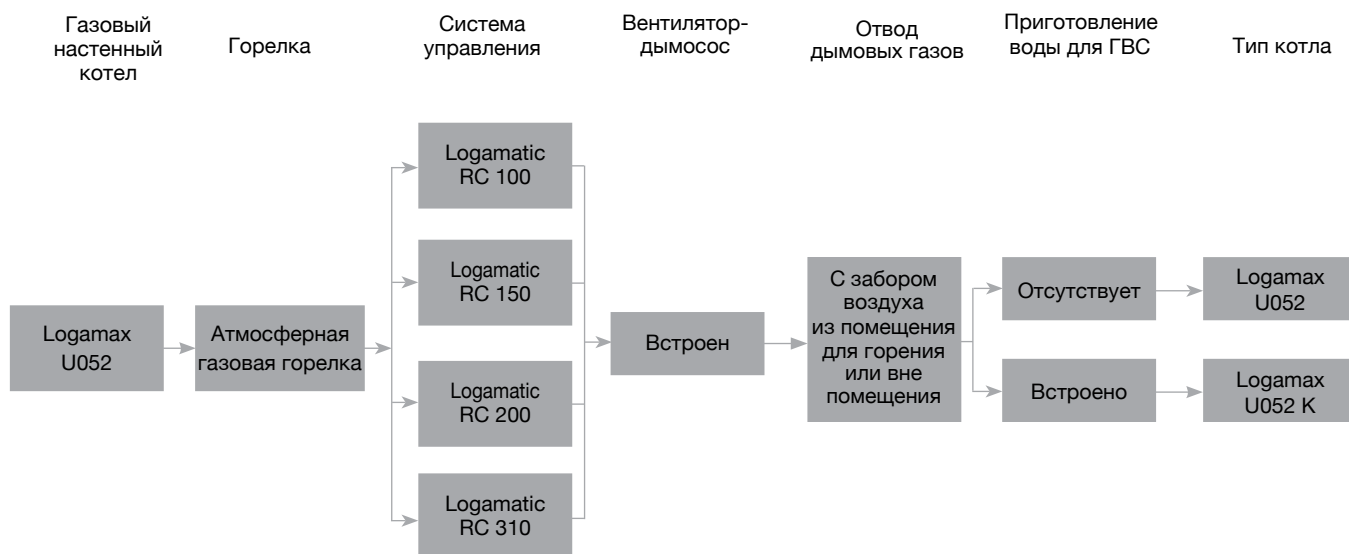 Газовый
настенный
котел
Горелка
Система
управления
Вентилятор-
дымосос
Отвод
дымовых газов
Приготовление
воды для ГВС
Тип котла
Logamax
U052
Атмосферная
газовая горелка
Logamatic
RC 100
Logamatic
RC 150
Logamatic
RC 200
Logamatic
RC 310
Встроен
С забором
воздуха
из помещения
для горения
или вне
помещения
Отсутствует
Встроено
Logamax
U052
Logamax
U052 K